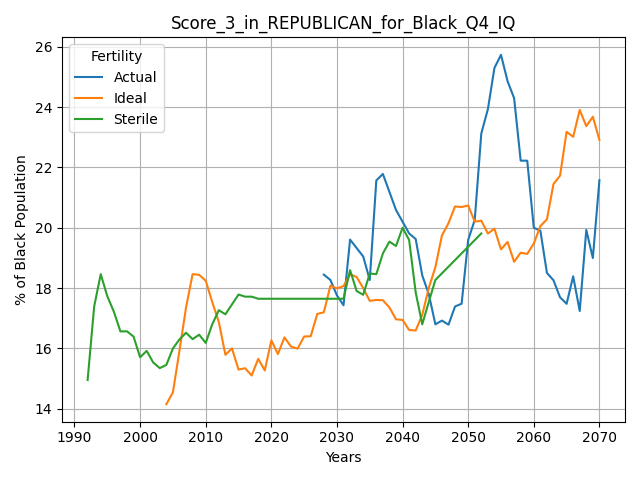 Score_3_in_REPUBLICAN_for_Black_Q4_IQ
Fertility
Actual
Ideal
Sterile
% of Black Population
26
24
22
20
18
16
14
1990 2000 2010 2020 2030 2040 2050 2060 2070
Years